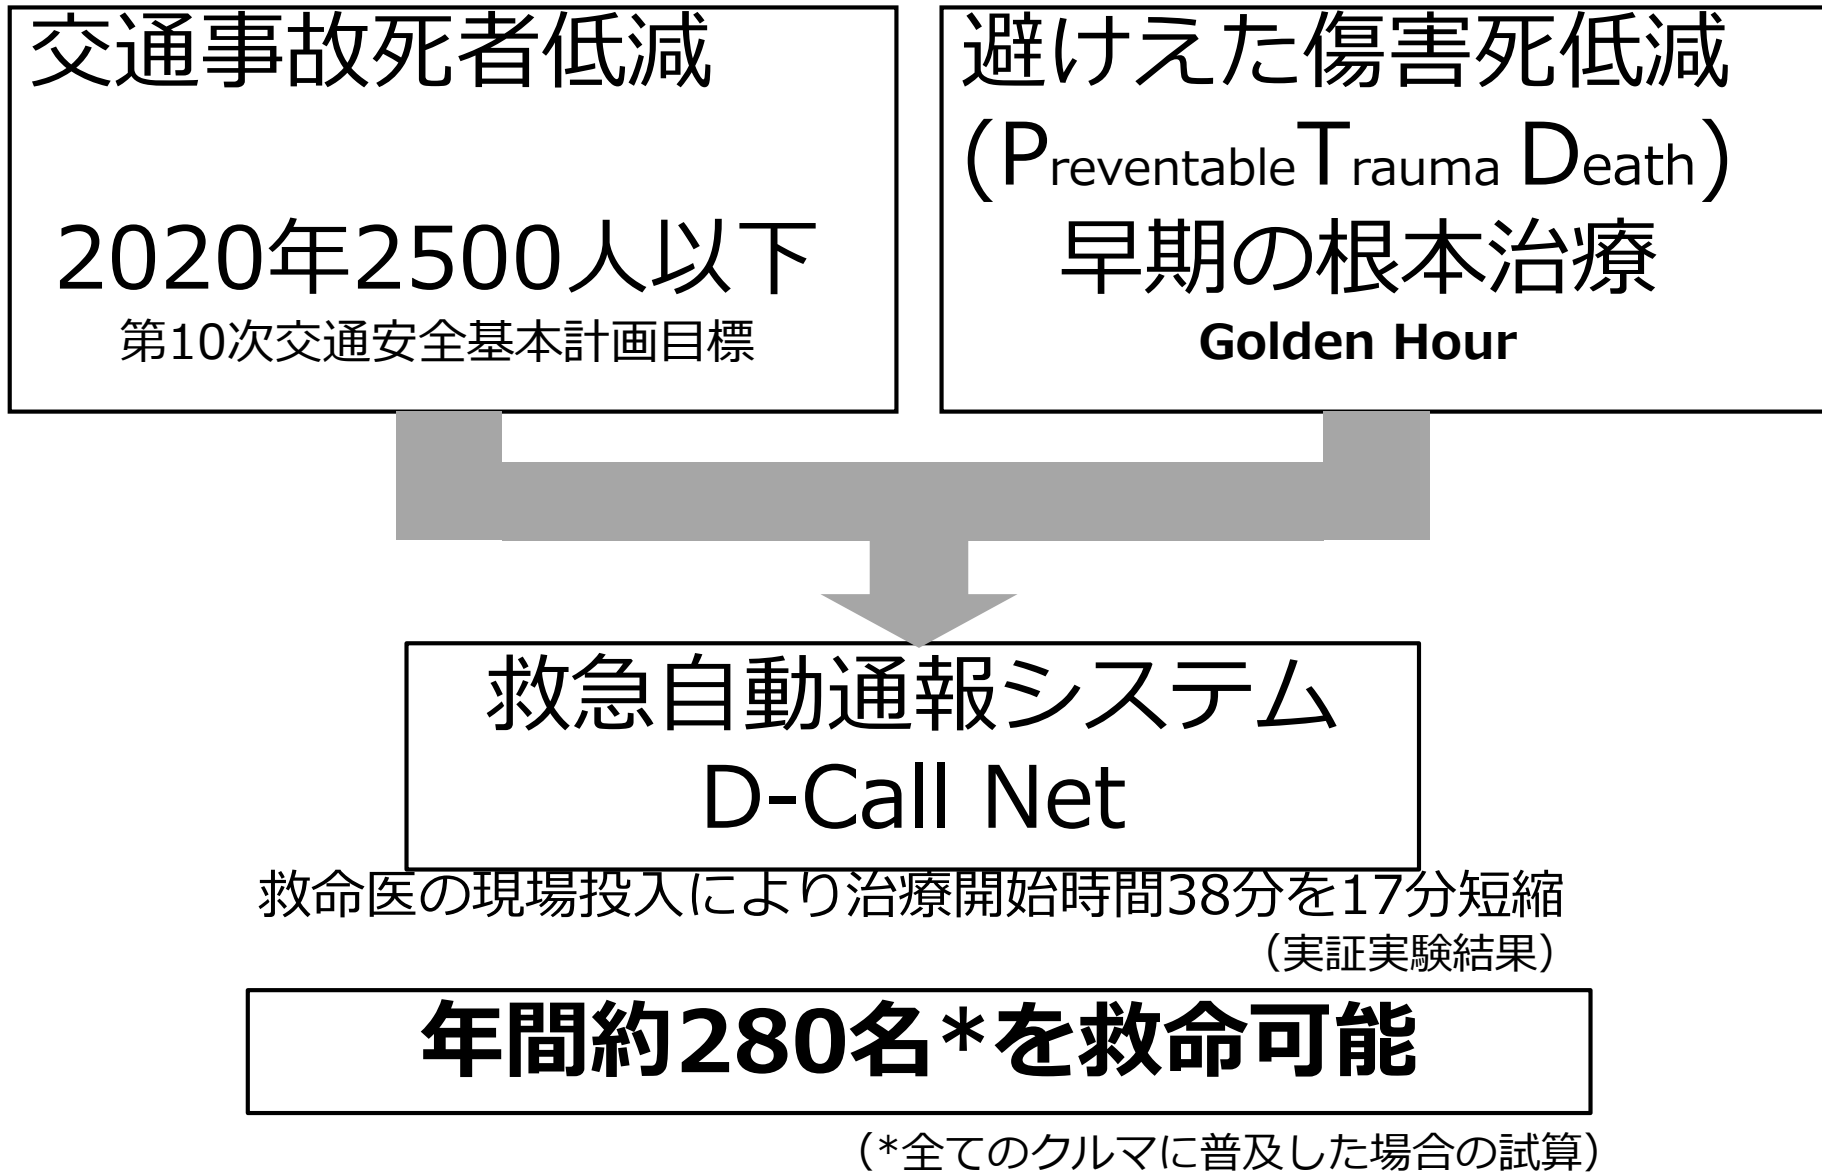 交通事故死者低減
2020年2500人以下
第10次交通安全基本計画目標
避けえた傷害死低減
(Preventable Trauma Death)
早期の根本治療
Golden Hour
救急自動通報システム
D-Call Net
救命医の現場投入により治療開始時間38分を17分短縮
（実証実験結果）
年間約280名*を救命可能
（*全てのクルマに普及した場合の試算）